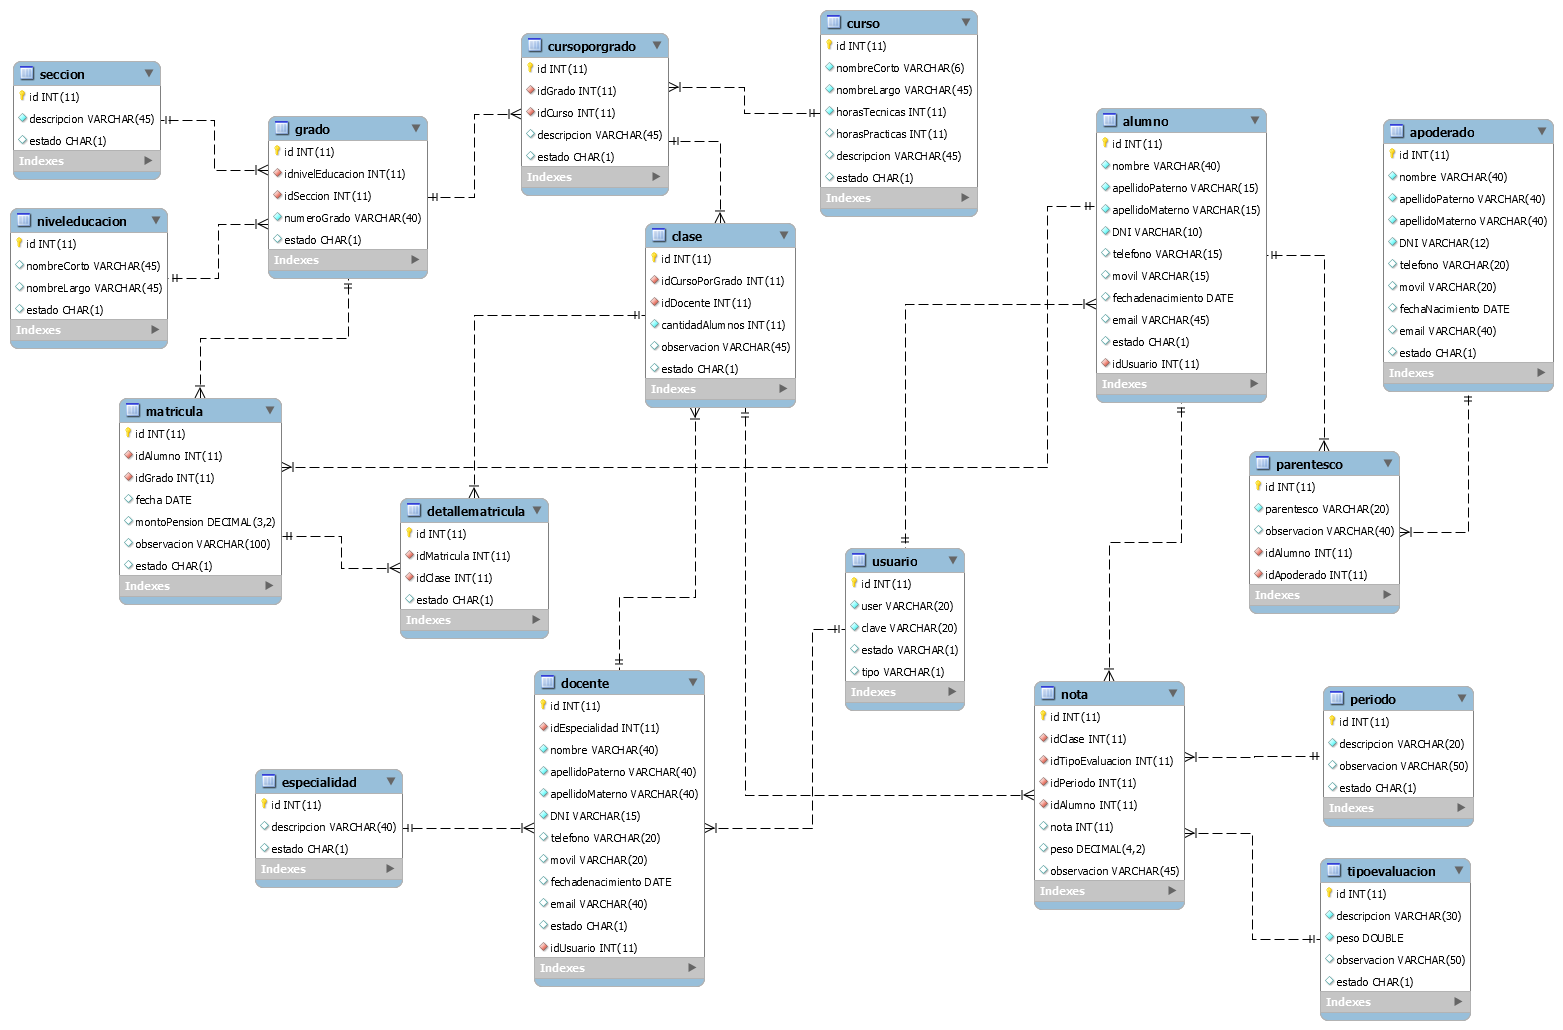 seccion
id INT(11)
descripcion VARCHAR(45)
estado CHAR(1)
Indexes
niveleducacion
id INT(11)
nombreCorto VARCHAR(45)
nombreLargo VARCHAR(45)
estado CHAR(1)
Indexes
grado
id INT(11)
idnivelEducacion INT(11)
idSeccion INT(11)
numeroGrado VARCHAR(40)
estado CHAR(1)
Indexes
cursoporgrado
id INT(11)
idGrado INT(11)
idCurso INT(11)
descripcion VARCHAR(45)
estado CHAR(1)
Indexes
curso
id INT(11)
nombreCorto VARCHAR(6)
nombreLargo VARCHAR(45)
horasTecnicas INT(11)
horasPracticas INT(11)
descripcion VARCHAR(45)
estado CHAR(1)
Indexes
clase
id INT(11)
idCursoPorGrado INT(11)
idDocente INT(11)
cantidadAlumnos INT(11)
observacion VARCHAR(45)
estado CHAR(1)
Indexes
alumno
id INT(11)
nombre VARCHAR(40)
apellidoPaterno VARCHAR(15)
apellidoMaterno VARCHAR(15)
DNI VARCHAR(10)
telefono VARCHAR(15)
movil VARCHAR(15)
fechadenacimiento DATE
email VARCHAR(45)
estado CHAR(1)
idUsuario INT(11)
Indexes
apoderado
id INT(11)
nombre VARCHAR(40)
apellidoPaterno VARCHAR(40)
apellidoMaterno VARCHAR(40)
DNI VARCHAR(12)
telefono VARCHAR(20)
movil VARCHAR(20)
fechaNacimiento DATE
email VARCHAR(40)
estado CHAR(1)
Indexes
matricula
id INT(11)
idAlumno INT(11)
idGrado INT(11)
fecha DATE
montoPension DECIMAL(3,2)
observacion VARCHAR(100)
estado CHAR(1)
Indexes
detallematricula
id INT(11)
idMatricula INT(11)
idClase INT(11)
estado CHAR(1)
Indexes
parentesco
id INT(11)
parentesco VARCHAR(20)
observacion VARCHAR(40)
idAlumno INT(11)
idApoderado INT(11)
Indexes
usuario
id INT(11)
user VARCHAR(20)
clave VARCHAR(20)
estado VARCHAR(1)
tipo VARCHAR(1)
Indexes
docente
id INT(11)
idEspecialidad INT(11)
nombre VARCHAR(40)
apellidoPaterno VARCHAR(40)
apellidoMaterno VARCHAR(40)
DNI VARCHAR(15)
telefono VARCHAR(20)
movil VARCHAR(20)
fechadenacimiento DATE
email VARCHAR(40)
estado CHAR(1)
idUsuario INT(11)
Indexes
especialidad
id INT(11)
descripcion VARCHAR(40)
estado CHAR(1)
Indexes
nota
id INT(11)
idClase INT(11)
idTipoEvaluacion INT(11)
idPeriodo INT(11)
idAlumno INT(11)
nota INT(11)
peso DECIMAL(4,2)
observacion VARCHAR(45)
Indexes
periodo
id INT(11)
descripcion VARCHAR(20)
observacion VARCHAR(50)
estado CHAR(1)
Indexes
tipoevaluacion
id INT(11)
descripcion VARCHAR(30)
peso DOUBLE
observacion VARCHAR(50)
estado CHAR(1)
Indexes